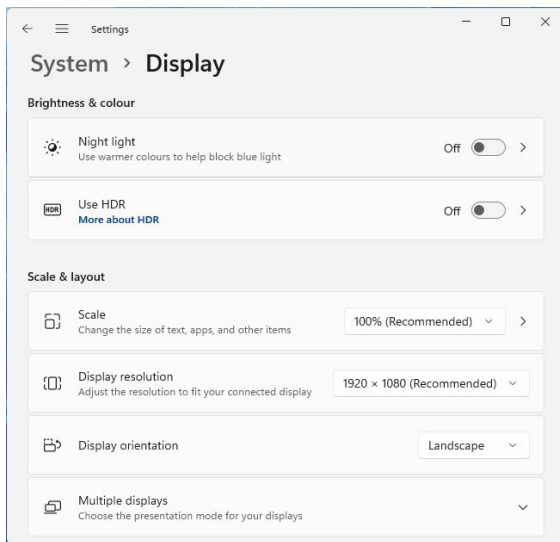 Settings
System > Display
Brightness & colour
Night light
Use warmer colours to help block blue light
Off
HDR
Use HDR
More about HDR
Off
Scale & layout
Scale
Change the size of text, apps, and other items
100% (Recommended)
Display resolution
Adjust the resolution to fit your connected display
1920 × 1080 (Recommended)
Display orientation
Landscape
Multiple displays
Choose the presentation mode for your displays